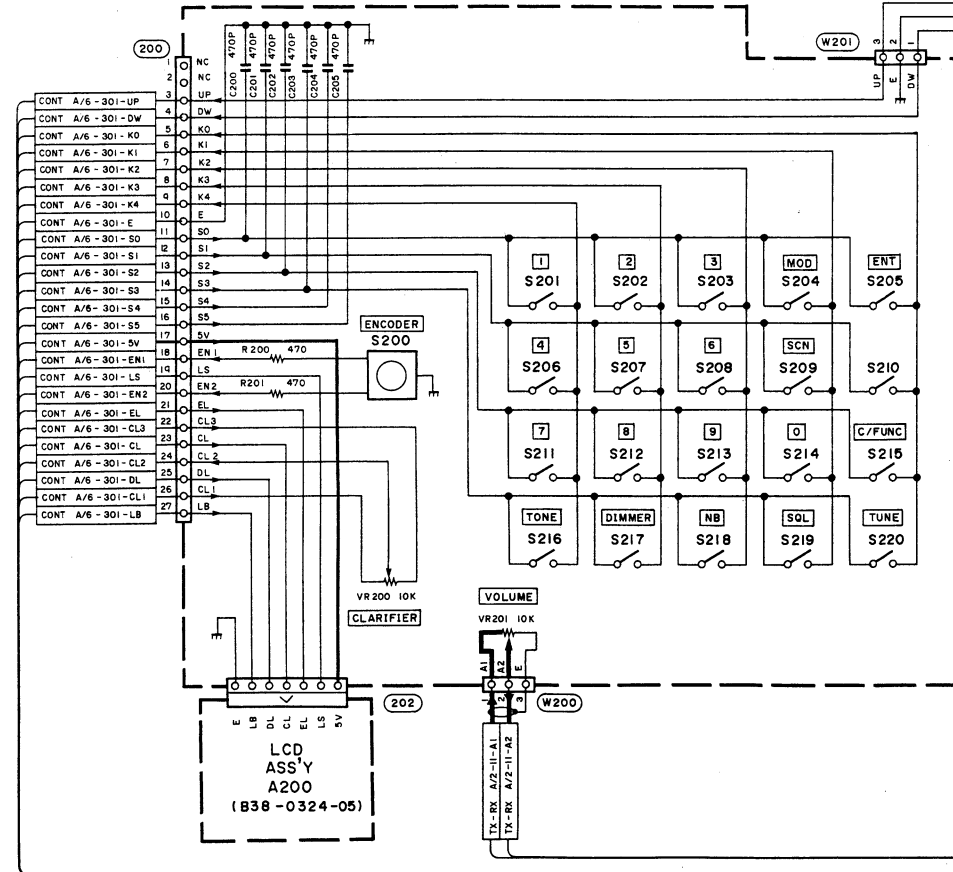 200
W201
C200 470P
C201 470P
C202 470P
C203 470P
C204 470P
C205 470P
3 2 1
UP E DW
1 NC
2 NC
CONT A/6-301-UP 3 UP
CONT A/6-301-DW 4 DW
CONT A/6-301-K0 5 K0
CONT A/6-301-K1 6 K1
CONT A/6-301-K2 7 K2
CONT A/6-301-K3 8 K3
CONT A/6-301-K4 9 K4
CONT A/6-301-E 10 E
CONT A/6-301-S0 11 S0
CONT A/6-301-S1 12 S1
CONT A/6-301-S2 13 S2
CONT A/6-301-S3 14 S3
CONT A/6-301-S4 15 S4
CONT A/6-301-S5 16 S5
CONT A/6-301-5V 17 5V
CONT A/6-301-EN1 18 EN1
CONT A/6-301-LS 19 LS
CONT A/6-301-EN2 20 EN2
CONT A/6-301-EL 21 EL
CONT A/6-301-CL3 22 CL3
CONT A/6-301-CL 23 CL
CONT A/6-301-CL2 24 CL2
CONT A/6-301-DL 25 DL
CONT A/6-301-CL1 26 CL1
CONT A/6-301-LB 27 LB
R200 470
R201 470
ENCODER
S200
1 2 3 MOD ENT
S201 S202 S203 S204 S205
4 5 6 SCN
S206 S207 S208 S209 S210
7 8 9 0 C/FUNC
S211 S212 S213 S214 S215
TONE DIMMER NB SQL TUNE
S216 S217 S218 S219 S220
VR200 10K
CLARIFIER
VOLUME
VR201 10K
A1 A2 E
1 2 3
W200
202
E LB DL CL EL LS 5V
LCD
ASS'Y
A200
(B38-0324-05)
TX-RX A/2-11-A1
TX-RX A/2-11-A2